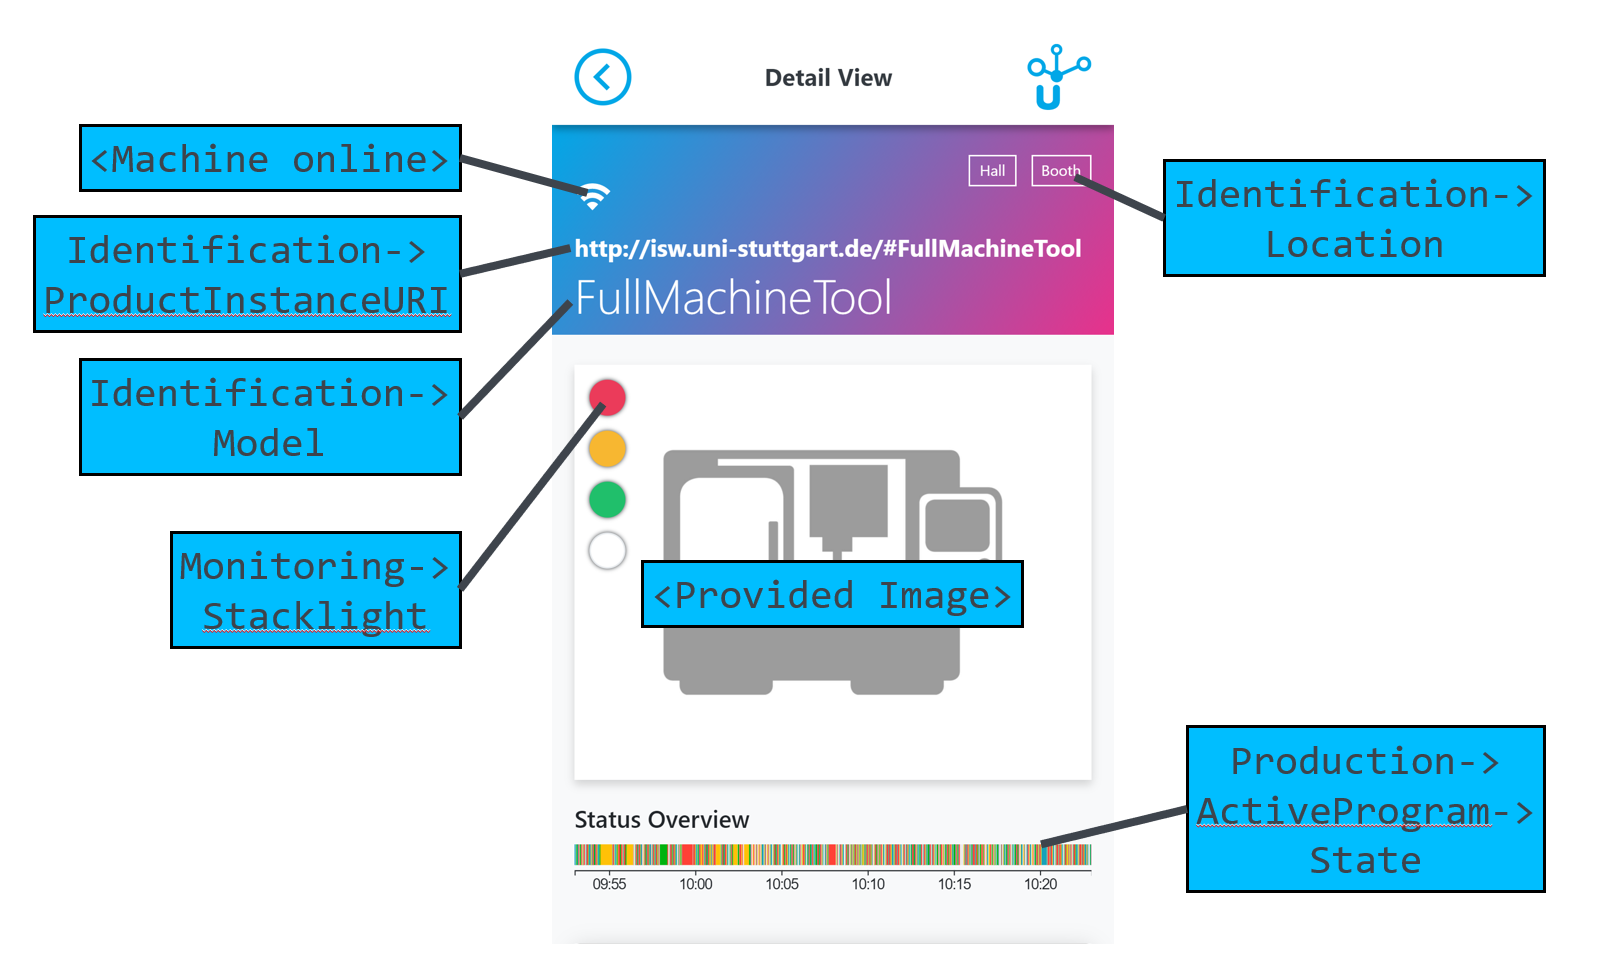 Detail View
<Machine online>
Hall
Booth
Identification->
Location
Identification->
ProductInstanceURI
http://isw.uni-stuttgart.de/#FullMachineTool
FullMachineTool
Identification->
Model
Monitoring->
Stacklight
<Provided Image>
Production->
ActiveProgram->
State
Status Overview
09:55 10:00 10:05 10:10 10:15 10:20